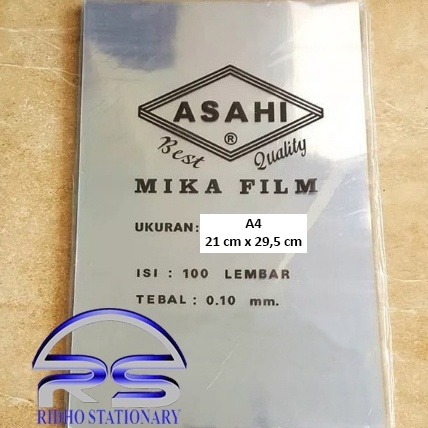 ASAHI
®
Best Quality
MIKA FILM
UKURAN: A4
21 cm x 29,5 cm
ISI : 100 LEMBAR
TEBAL : 0.10 mm.
RS
RIDHO STATIONARY